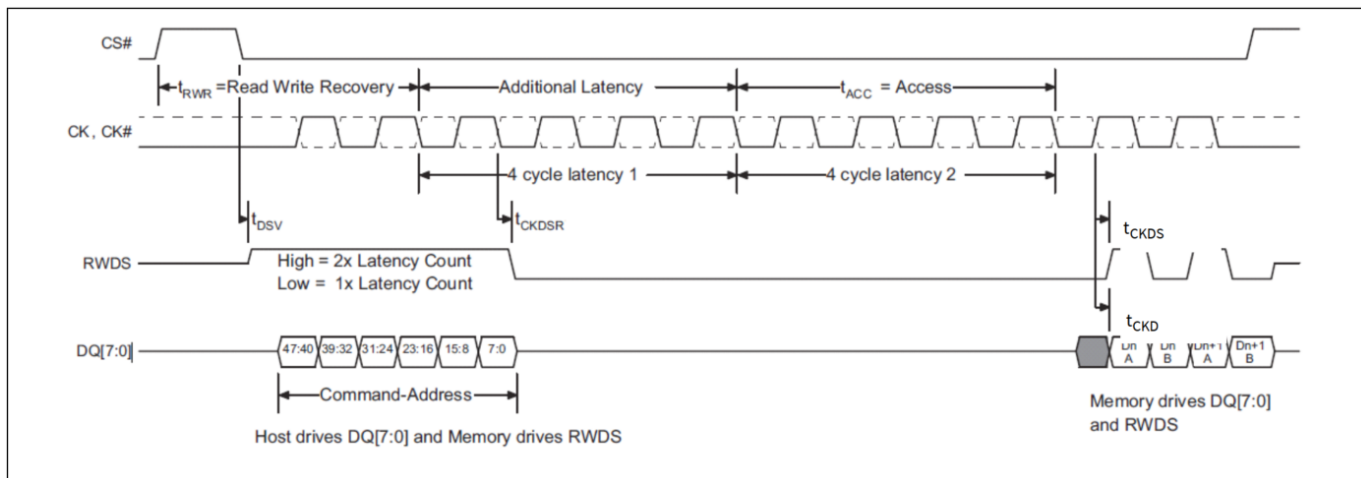 CS#
tRWR =Read Write Recovery
Additional Latency
tACC = Access
CK, CK#
4 cycle latency 1
4 cycle latency 2
tDSV
tCKDSR
tCKDS
RWDS
High = 2x Latency Count
Low = 1x Latency Count
tCKD
DQ[7:0]
47:40 39:32 31:24 23:16 15:8 7:0
Dn A
Dn B
Dn+1 A
Dn+1 B
Command-Address
Memory drives DQ[7:0]
and RWDS
Host drives DQ[7:0] and Memory drives RWDS